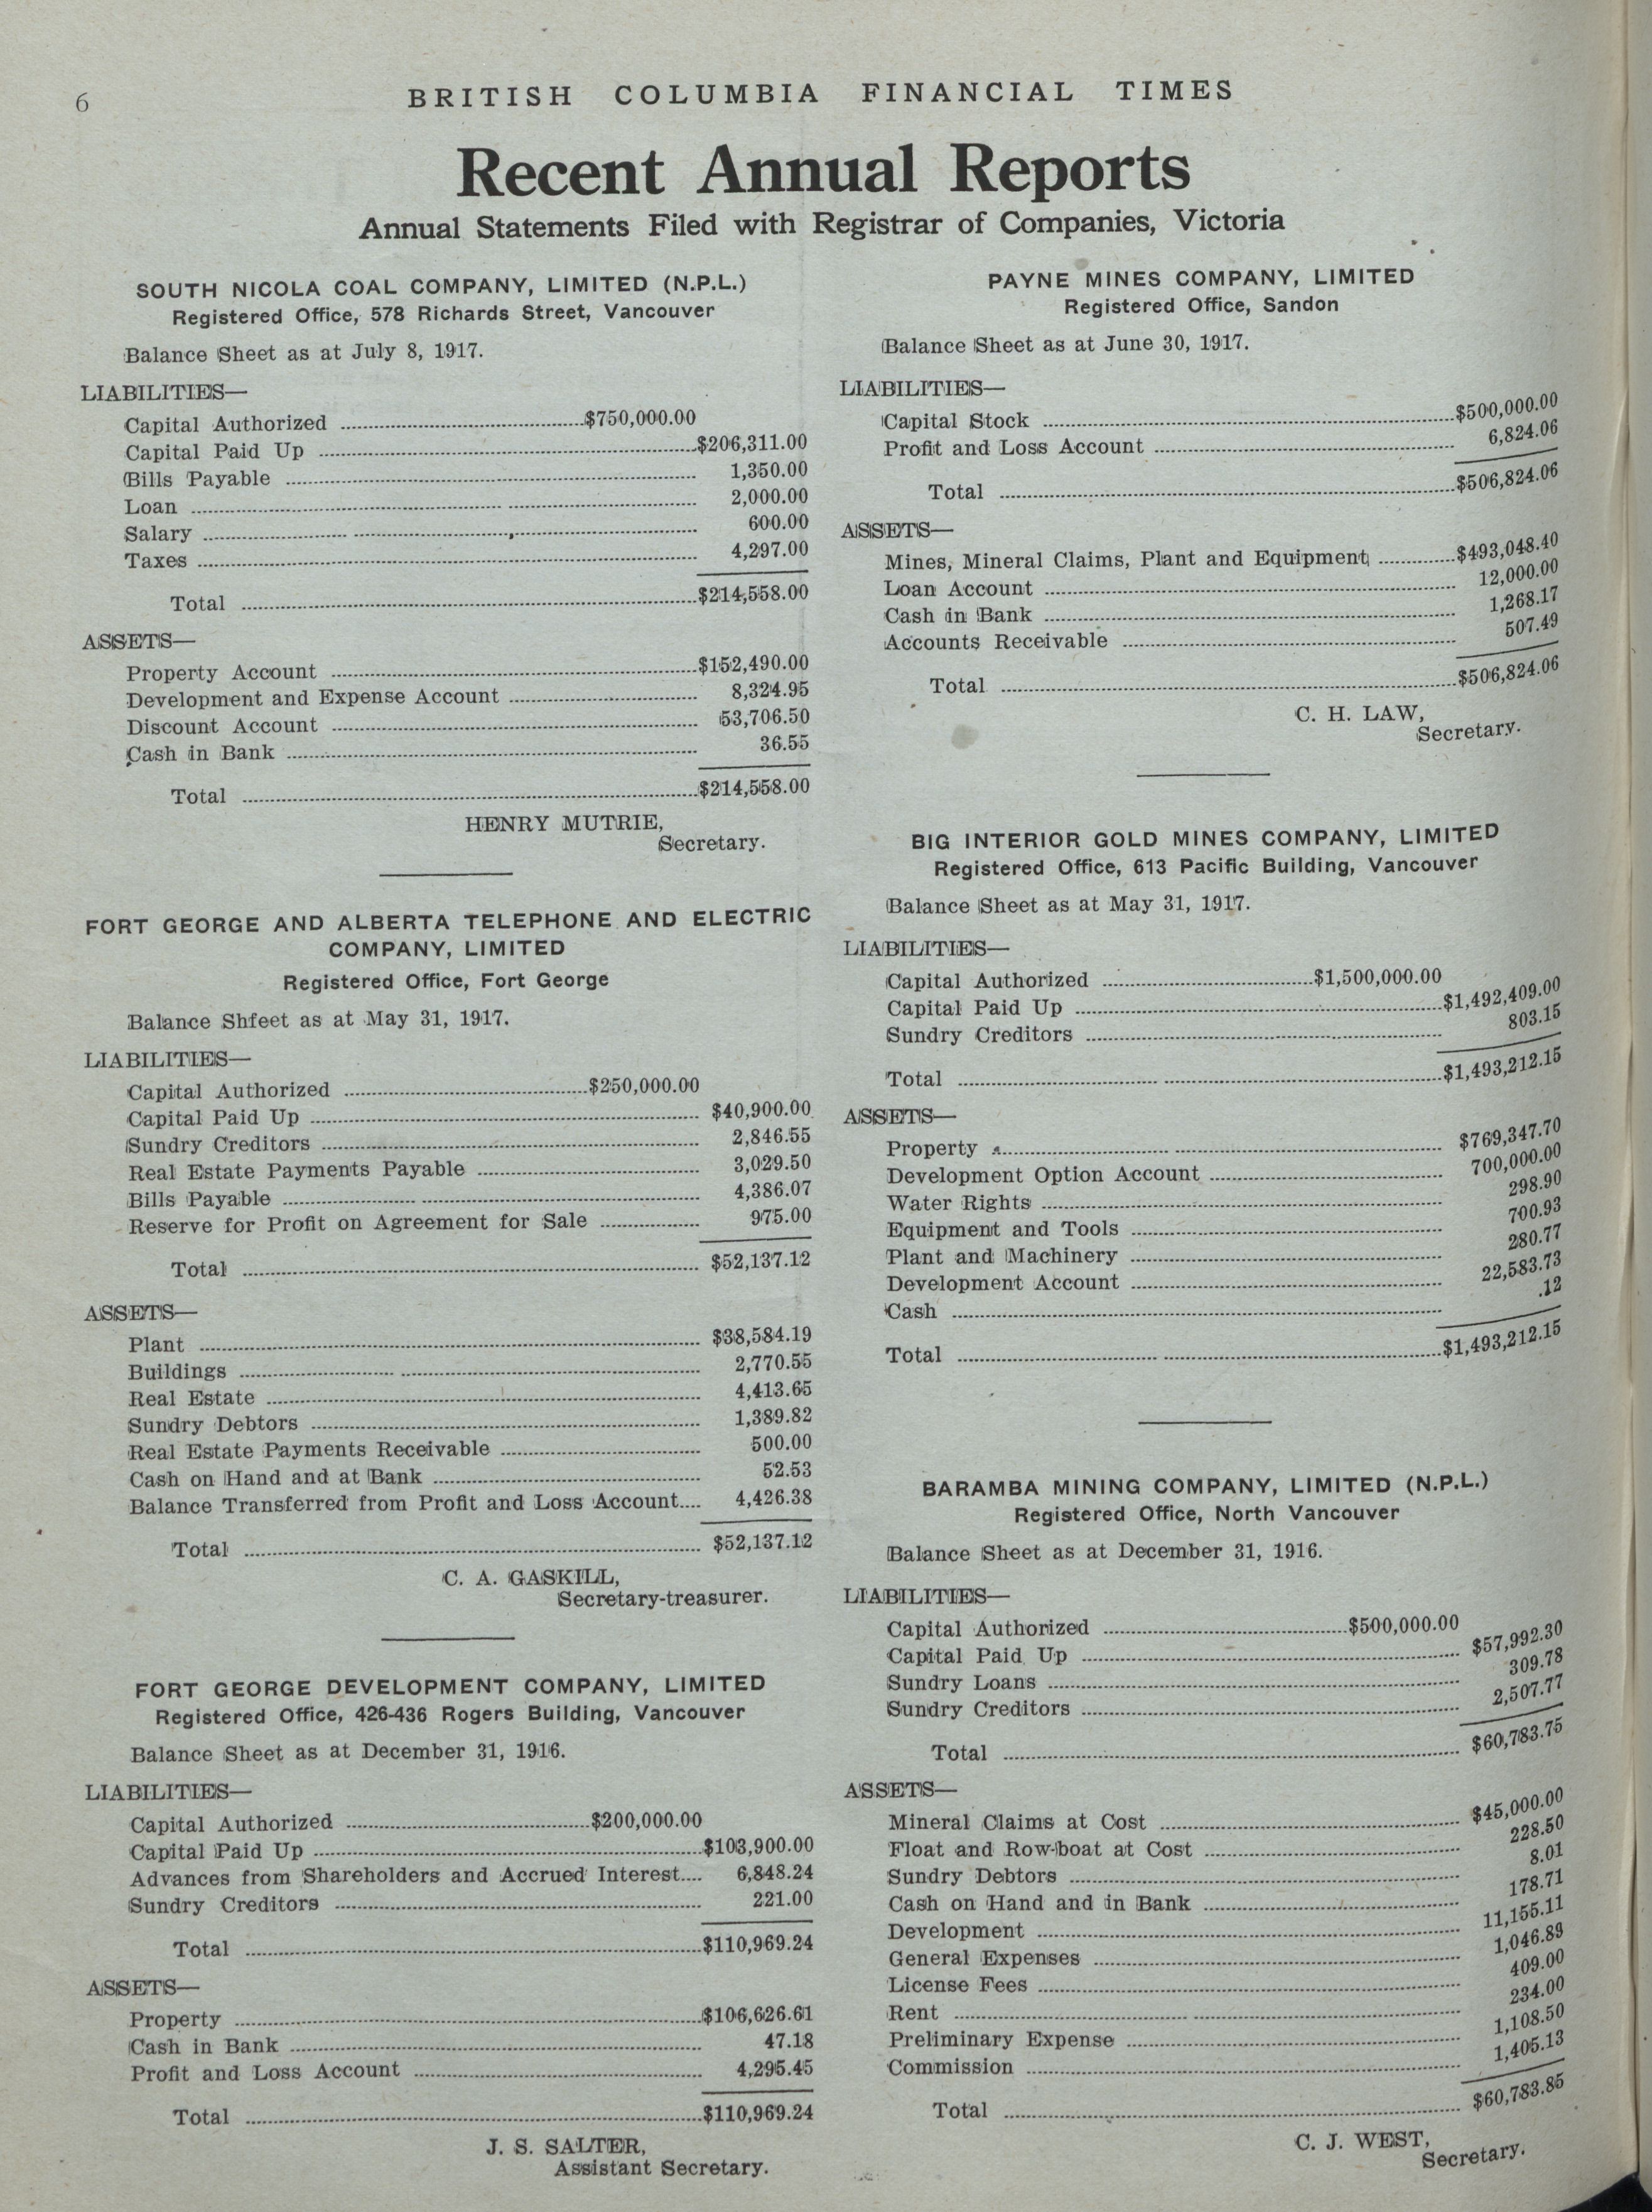 6
BRITISH COLUMBIA FINANCIAL TIMES
Recent Annual Reports
Annual Statements Filed with Registrar of Companies, Victoria
SOUTH NICOLA COAL COMPANY, LIMITED (N.P.L.)
Registered Office, 578 Richards Street, Vancouver
Balance Sheet as at July 8, 1917.
LIABILITIES—
Capital Authorized $750,000.00
Capital Paid Up $206,311.00
Bills Payable 1,350.00
Loan 2,000.00
Salary 600.00
Taxes 4,297.00
Total $214,558.00
ASSETS—
Property Account $152,490.00
Development and Expense Account 8,324.95
Discount Account 53,706.50
Cash in Bank 36.55
Total $214,558.00
HENRY MUTRIE,
Secretary.
FORT GEORGE AND ALBERTA TELEPHONE AND ELECTRIC
COMPANY, LIMITED
Registered Office, Fort George
Balance Shfeet as at May 31, 1917.
LIABILITIES—
Capital Authorized $250,000.00
Capital Paid Up $40,900.00
Sundry Creditors 2,846.55
Real Estate Payments Payable 3,029.50
Bills Payable 4,386.07
Reserve for Profit on Agreement for Sale 975.00
Total $52,137.12
ASSETS—
Plant $38,584.19
Buildings 2,770.55
Real Estate 4,413.65
Sundry Debtors 1,389.82
Real Estate Payments Receivable 500.00
Cash on Hand and at Bank 52.53
Balance Transferred from Profit and Loss Account.... 4,426.38
Total $52,137.12
C. A. GASKILL,
Secretary-treasurer.
FORT GEORGE DEVELOPMENT COMPANY, LIMITED
Registered Office, 426-436 Rogers Building, Vancouver
Balance Sheet as at December 31, 1916.
LIABILITIES—
Capital Authorized $200,000.00
Capital Paid Up $103,900.00
Advances from Shareholders and Accrued Interest.... 6,848.24
Sundry Creditors 221.00
Total $110,969.24
ASSETS—
Property $106,626.61
Cash in Bank 47.18
Profit and Loss Account 4,295.45
Total $110,969.24
J. S. SALTER,
Assistant Secretary.
PAYNE MINES COMPANY, LIMITED
Registered Office, Sandon
Balance Sheet as at June 30, 1917.
LIABILITIES—
Capital Stock $500,000.00
Profit and Loss Account 6,824.06
Total $506,824.06
ASSETS—
Mines, Mineral Claims, Plant and Equipment $493,048.40
Loan Account 12,000.00
Cash in Bank 1,268.17
Accounts Receivable 507.49
Total $506,824.06
C. H. LAW,
Secretary.
BIG INTERIOR GOLD MINES COMPANY, LIMITED
Registered Office, 613 Pacific Building, Vancouver
Balance Sheet as at May 31, 1917.
LIABILITIES—
Capital Authorized $1,500,000.00
Capital Paid Up $1,492,409.00
Sundry Creditors 803.15
Total $1,493,212.15
ASSETS—
Property $769,347.70
Development Option Account 700,000.00
Water Rights 298.90
Equipment and Tools 700.93
Plant and Machinery 280.77
Development Account 22,583.73
Cash .12
Total $1,493,212.15
BARAMBA MINING COMPANY, LIMITED (N.P.L.)
Registered Office, North Vancouver
Balance Sheet as at December 31, 1916.
LIABILITIES—
Capital Authorized $500,000.00
Capital Paid Up $57,992.30
Sundry Loans 309.78
Sundry Creditors 2,507.77
Total $60,783.75
ASSETS—
Mineral Claims at Cost $45,000.00
Float and Row-boat at Cost 228.50
Sundry Debtors 8.01
Cash on Hand and in Bank 178.71
Development 11,155.11
General Expenses 1,046.89
License Fees 409.00
Rent 234.00
Preliminary Expense 1,108.50
Commission 1,405.13
Total $60,783.85
C. J. WEST,
Secretary.